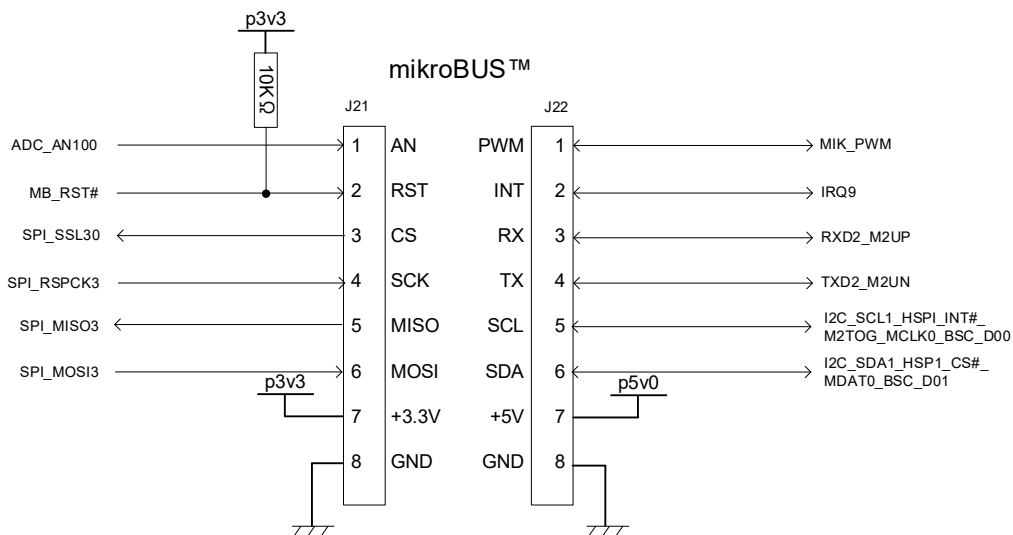 p3v3
10KΩ
mikroBUS™
J21
J22
ADC_AN100
1
AN
PWM
1
MIK_PWM
MB_RST#
2
RST
INT
2
IRQ9
SPI_SSL30
3
CS
RX
3
RXD2_M2UP
SPI_RSPCK3
4
SCK
TX
4
TXD2_M2UN
SPI_MISO3
5
MISO
SCL
5
I2C_SCL1_HSPI_INT#_
M2TOG_MCLK0_BSC_D00
SPI_MOSI3
6
MOSI
SDA
6
I2C_SDA1_HSP1_CS#_
MDAT0_BSC_D01
p3v3
7
+3.3V
+5V
7
p5v0
8
GND
GND
8